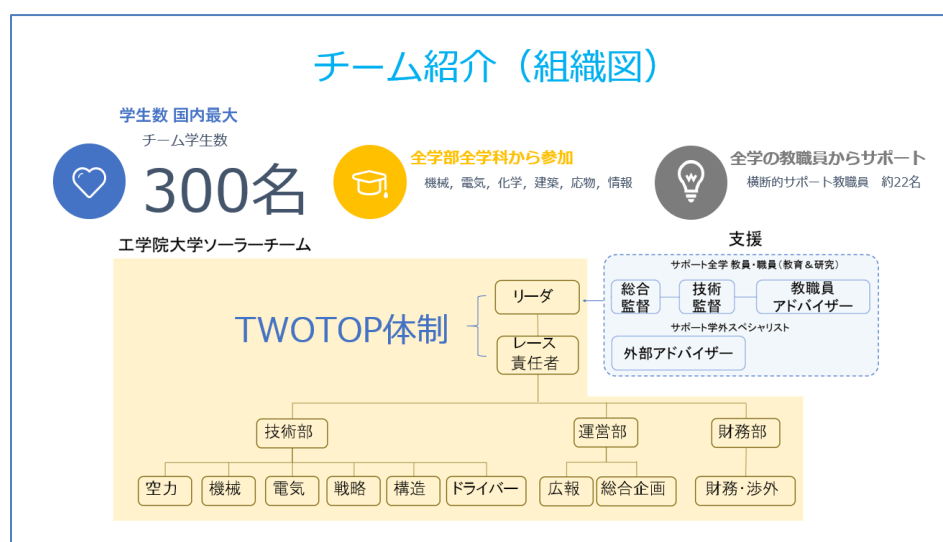 チーム紹介（組織図）
学生数 国内最大
チーム学生数
300名
全学部全学科から参加
機械，電気，化学，建築，応物，情報
全学の教職員からサポート
横断的サポート教職員　約22名
工学院大学ソーラーチーム
支援
サポート全学 教員・職員（教育＆研究）
総合
監督
技術
監督
教職員
アドバイザー
サポート学外スペシャリスト
外部アドバイザー
リーダ
TWOTOP体制
レース
責任者
技術部
運営部
財務部
空力
機械
電気
戦略
構造
ドライバー
広報
総合企画
財務・渉外